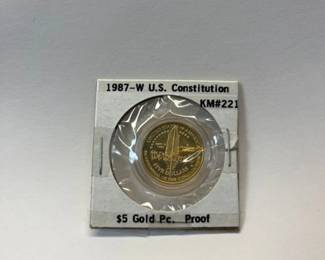 1987-W U.S. Constitution
KM#221
FIVE DOLLARS
$5 Gold Pc. Proof